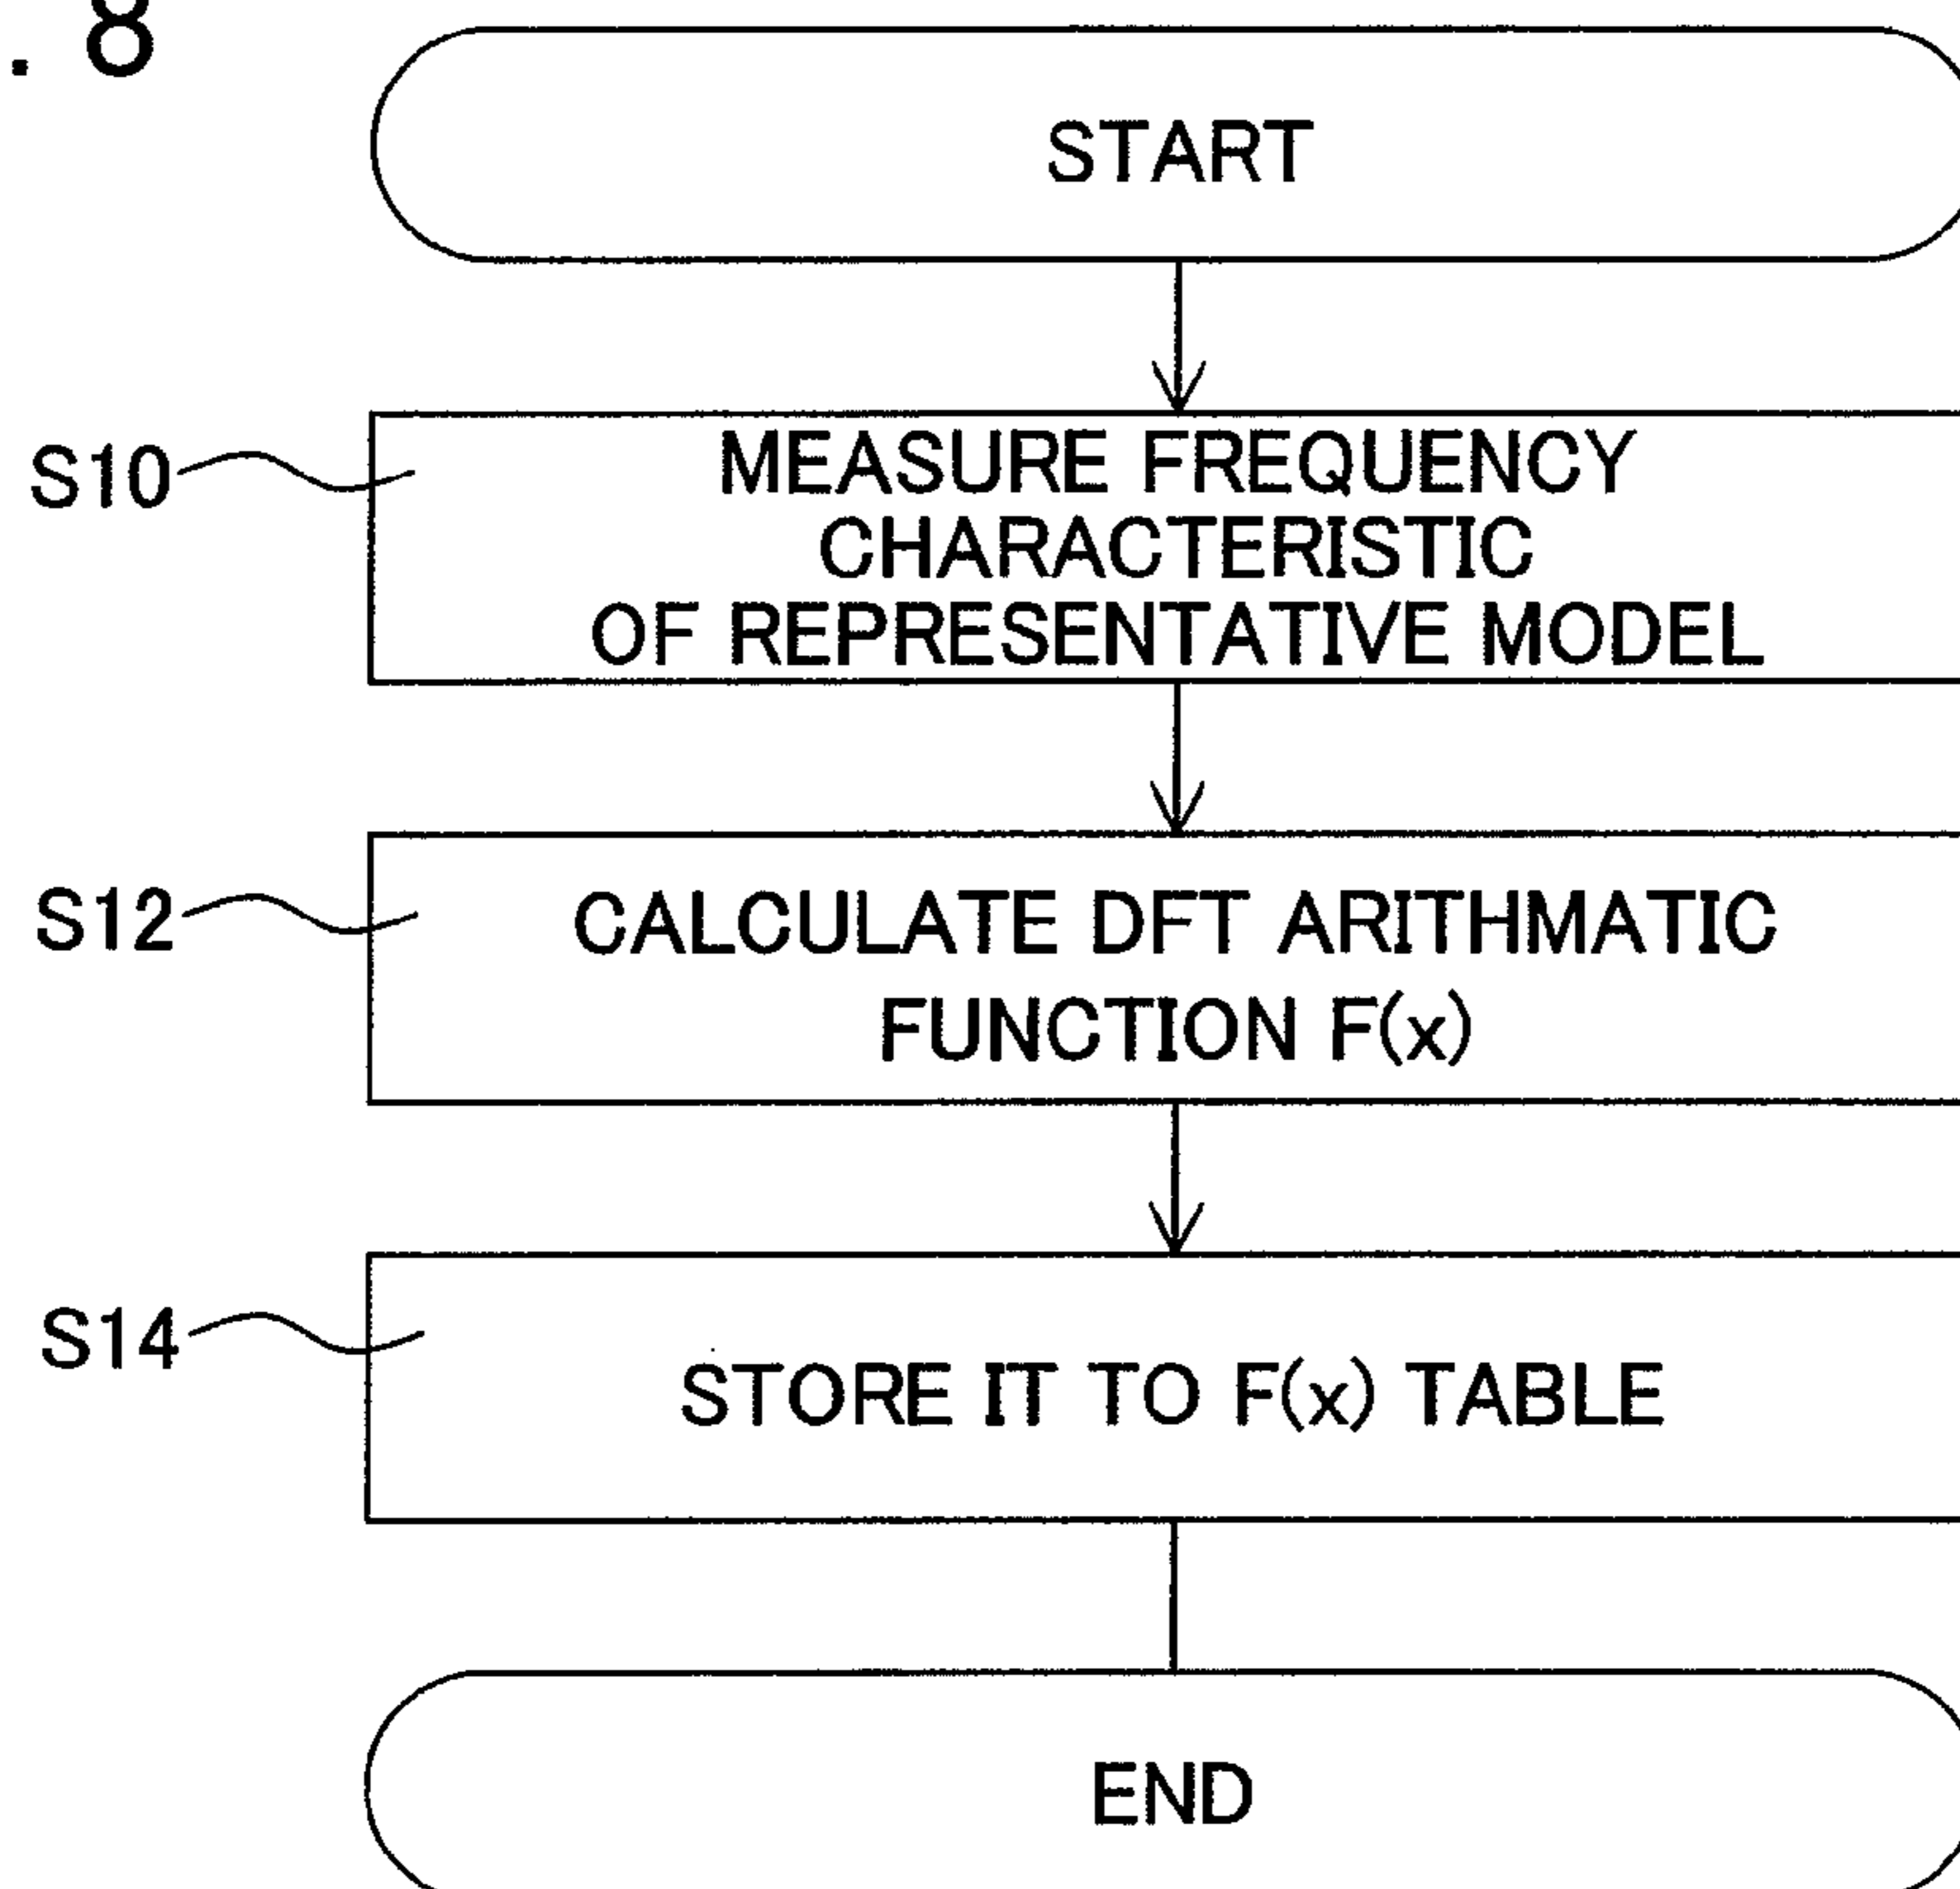 . 8
START
S10
MEASURE FREQUENCY
CHARACTERISTIC
OF REPRESENTATIVE MODEL
S12
CALCULATE DFT ARITHMATIC
FUNCTION F(x)
S14
STORE IT TO F(x) TABLE
END